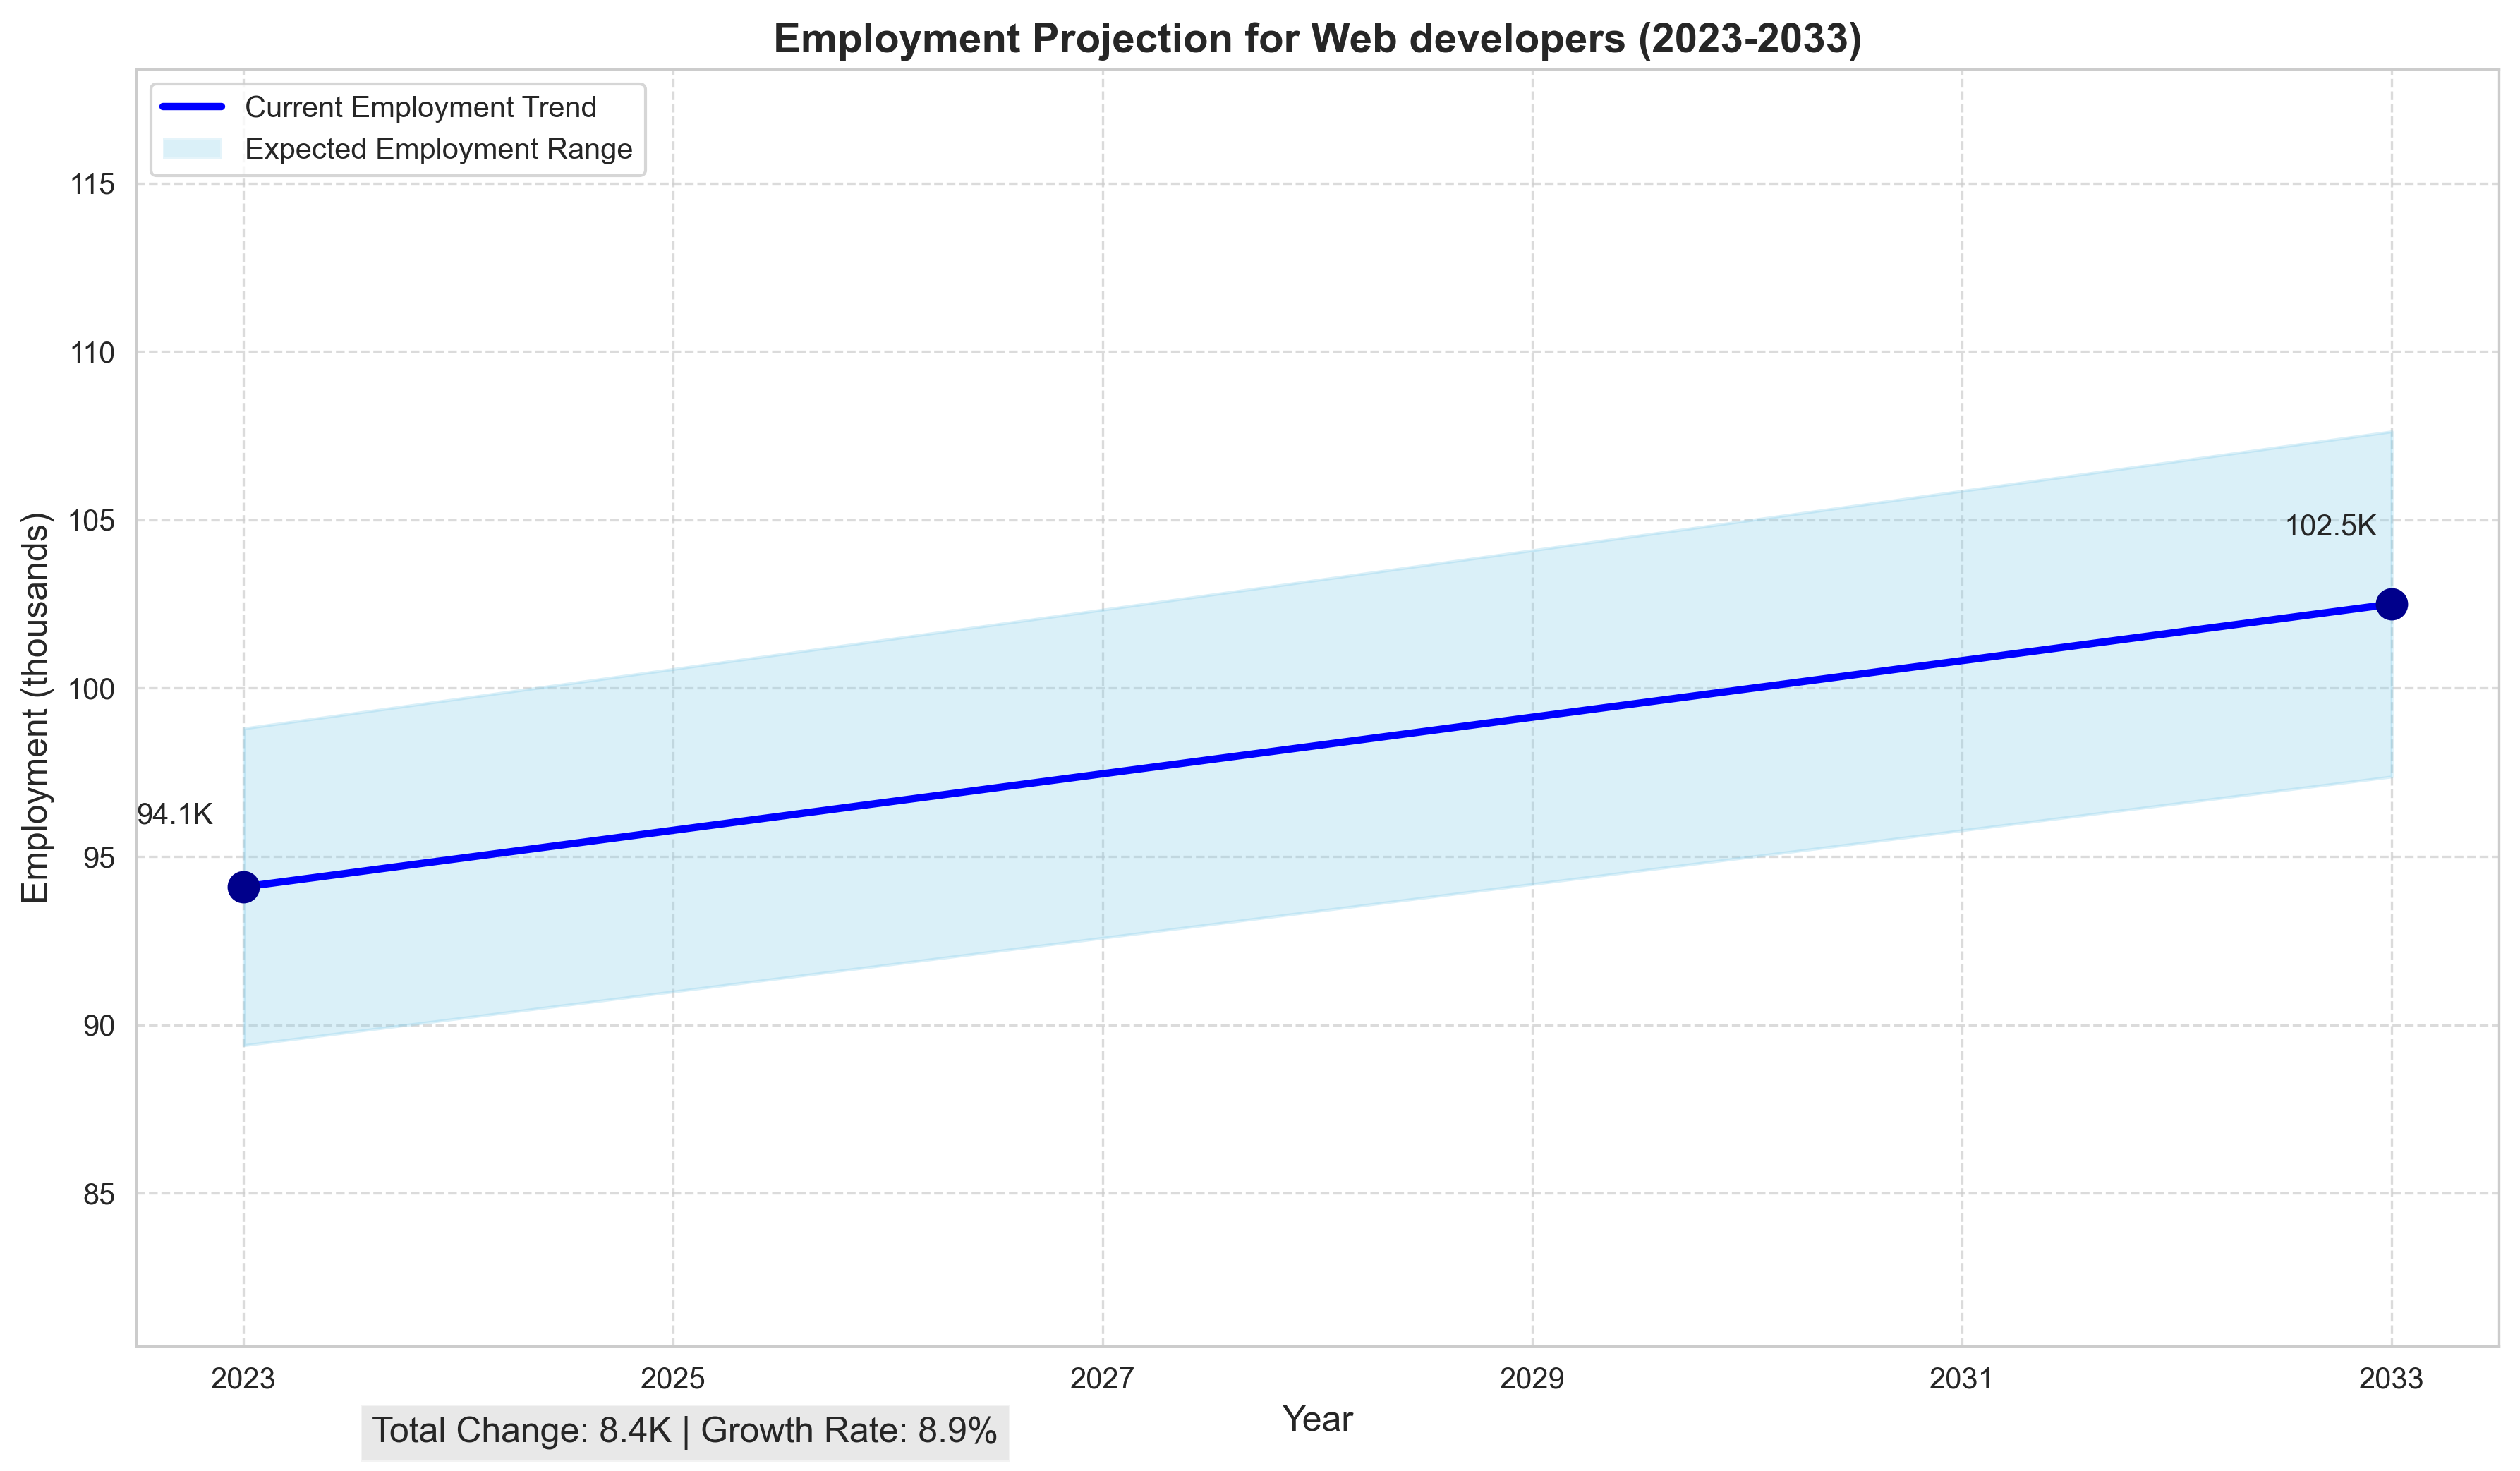 Employment Projection for Web developers (2023-2033)
Current Employment Trend
Expected Employment Range
Employment (thousands)
115
110
105
100
95
90
85
94.1K
102.5K
2023
2025
2027
2029
2031
2033
Year
Total Change: 8.4K | Growth Rate: 8.9%